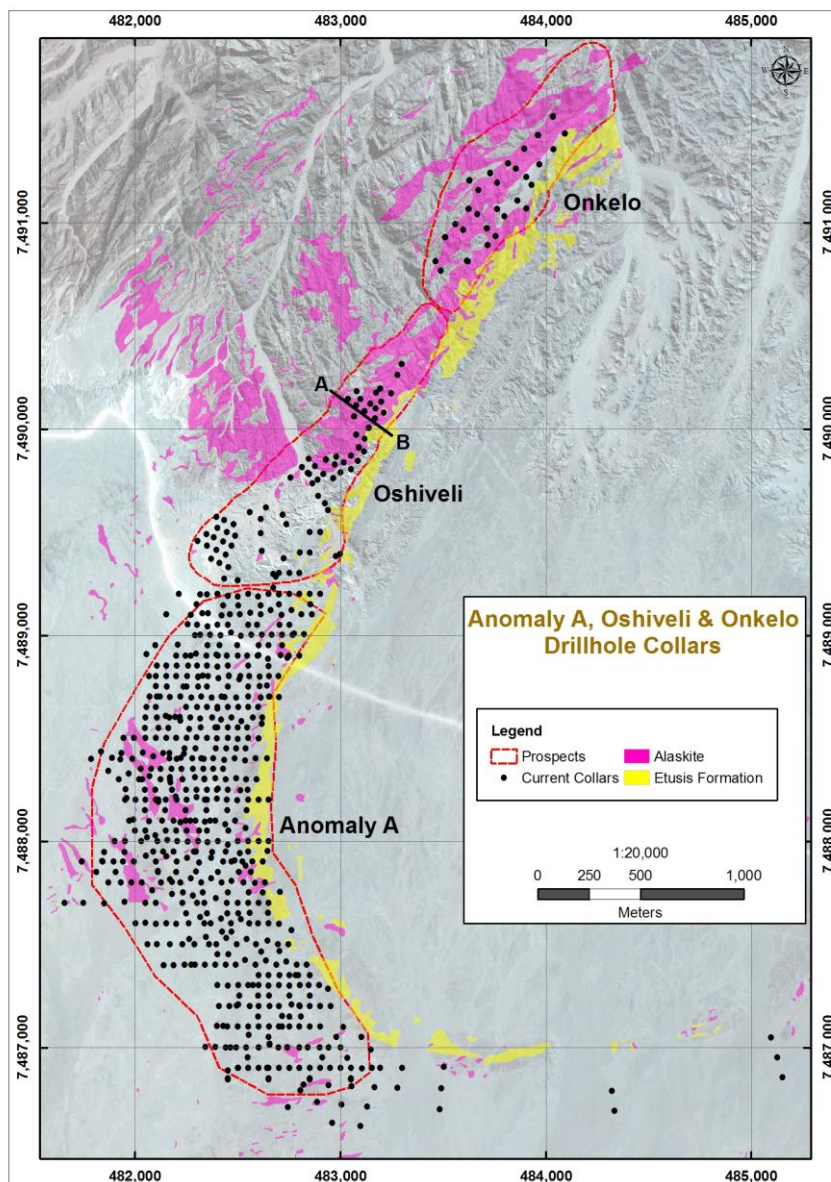 482,000 483,000 484,000 485,000
N
W E
S
7,491,000 7,491,000
Onkelo
A
7,490,000 7,490,000
B
Oshiveli
7,489,000 7,489,000
Anomaly A, Oshiveli & Onkelo
Drillhole Collars
Legend
Prospects Alaskite
Current Collars Etusis Formation
7,488,000 7,488,000
Anomaly A
1:20,000
0 250 500 1,000
Meters
7,487,000 7,487,000
482,000 483,000 484,000 485,000